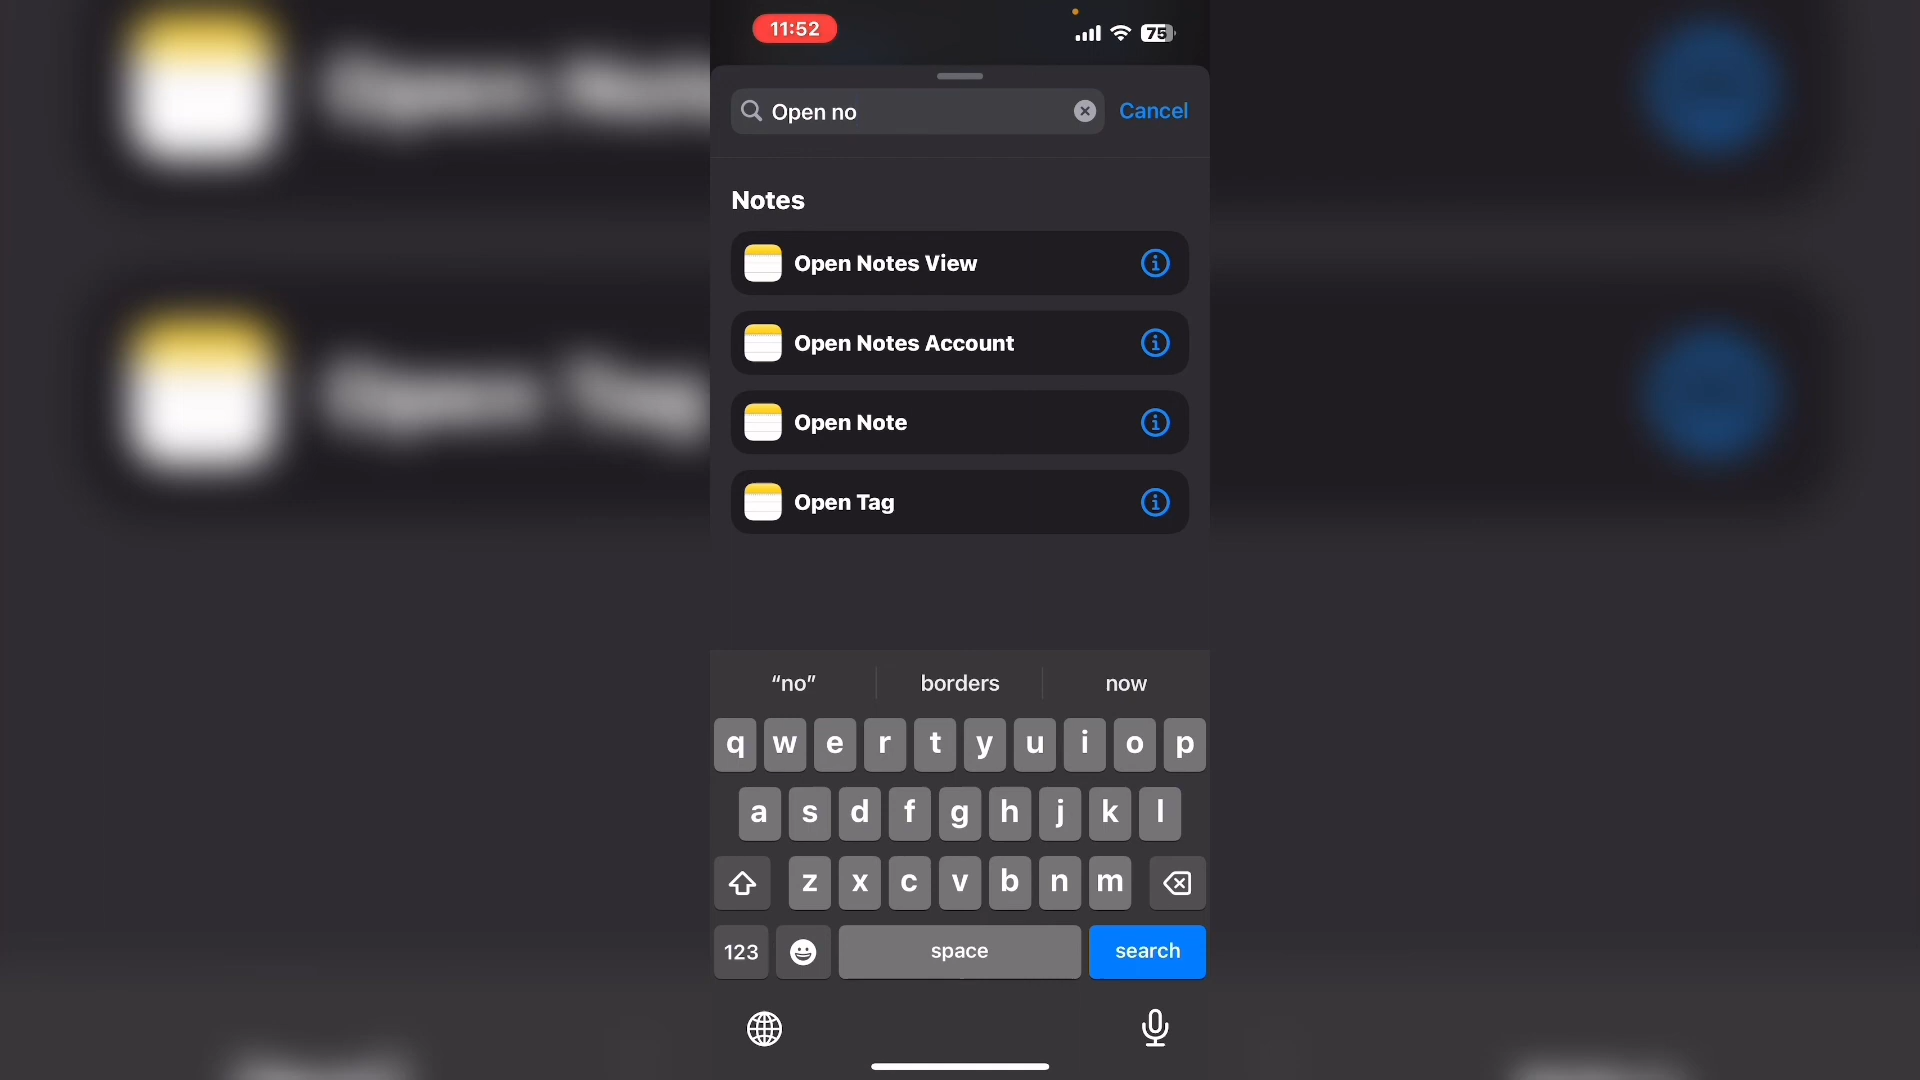 11:52
75
Open no
Cancel
Notes
Open Notes View
Open Notes Account
Open Note
Open Tag
“no”
borders
now
q w e r t y u i o p
a s d f g h j k l
z x c v b n m
123
space
search